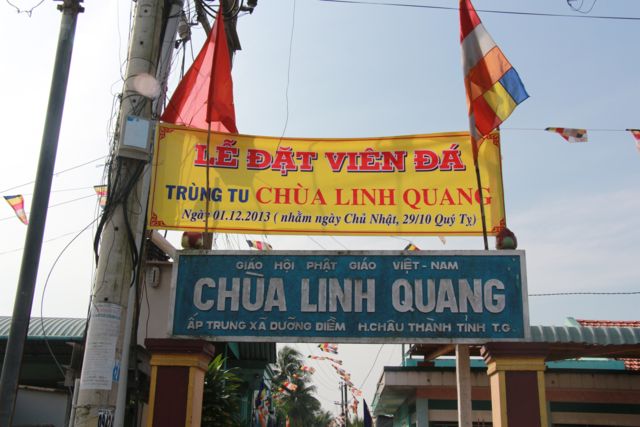 LỄ ĐẶT VIÊN ĐÁ
TRÙNG TU CHÙA LINH QUANG
Ngày 01.12.2013 ( nhằm ngày Chủ Nhật, 29/10 Quý Tỵ)
GIÁO HỘI PHẬT GIÁO VIỆT-NAM
CHÙA LINH QUANG
ẤP TRUNG XÃ DƯỠNG ĐIỀM H.CHÂU THÀNH TỈNH T.G.